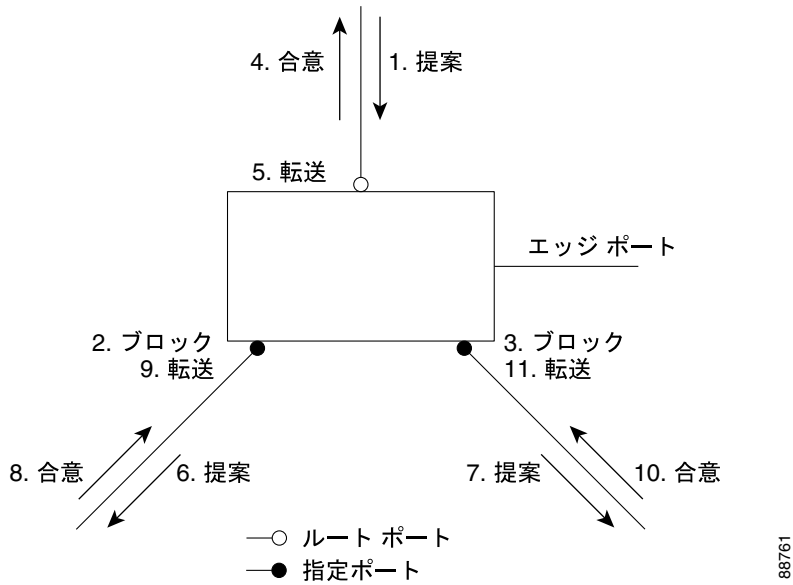 4. 合意
1. 提案
5. 転送
エッジ ポート
2. ブロック
9. 転送
3. ブロック
11. 転送
8. 合意
6. 提案
7. 提案
10. 合意
ルート ポート
指定ポート
88761